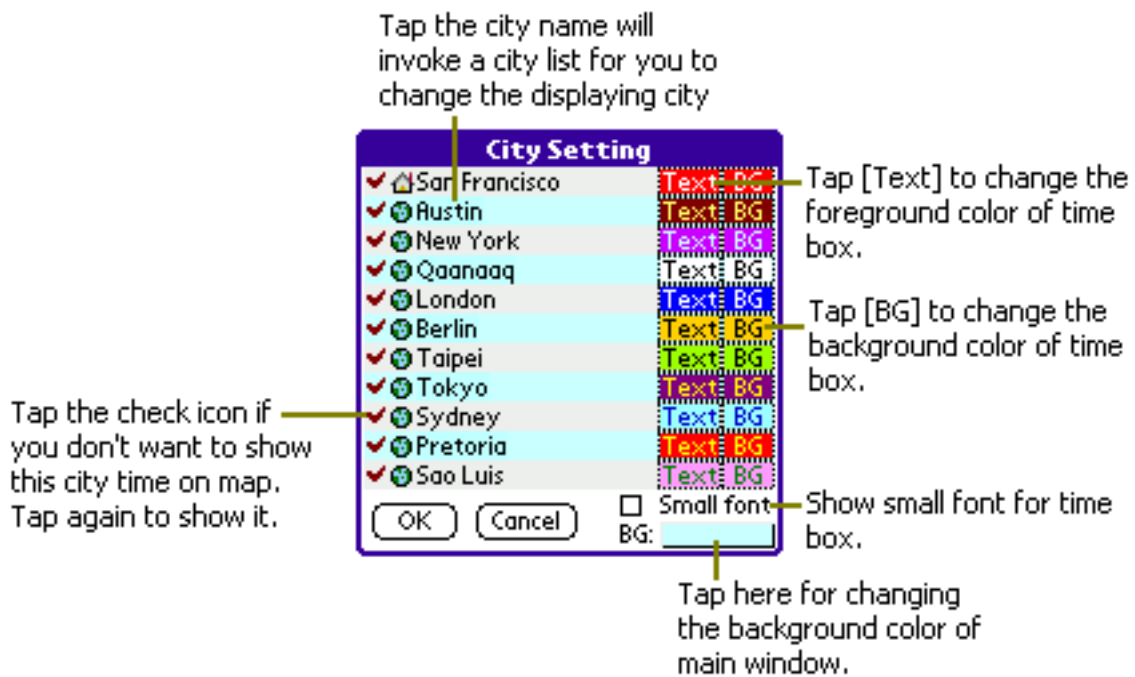 Tap the city name will
invoke a city list for you to
change the displaying city
City Setting
San Francisco Text BG
Austin Text BG
New York Text BG
Qaanaaq Text BG
London Text BG
Berlin Text BG
Taipei Text BG
Tokyo Text BG
Sydney Text BG
Pretoria Text BG
Sao Luis Text BG
OK Cancel Small font
BG:
Tap [Text] to change the
foreground color of time
box.
Tap [BG] to change the
background color of time
box.
Tap the check icon if
you don't want to show
this city time on map.
Tap again to show it.
Show small font for time
box.
Tap here for changing
the background color of
main window.